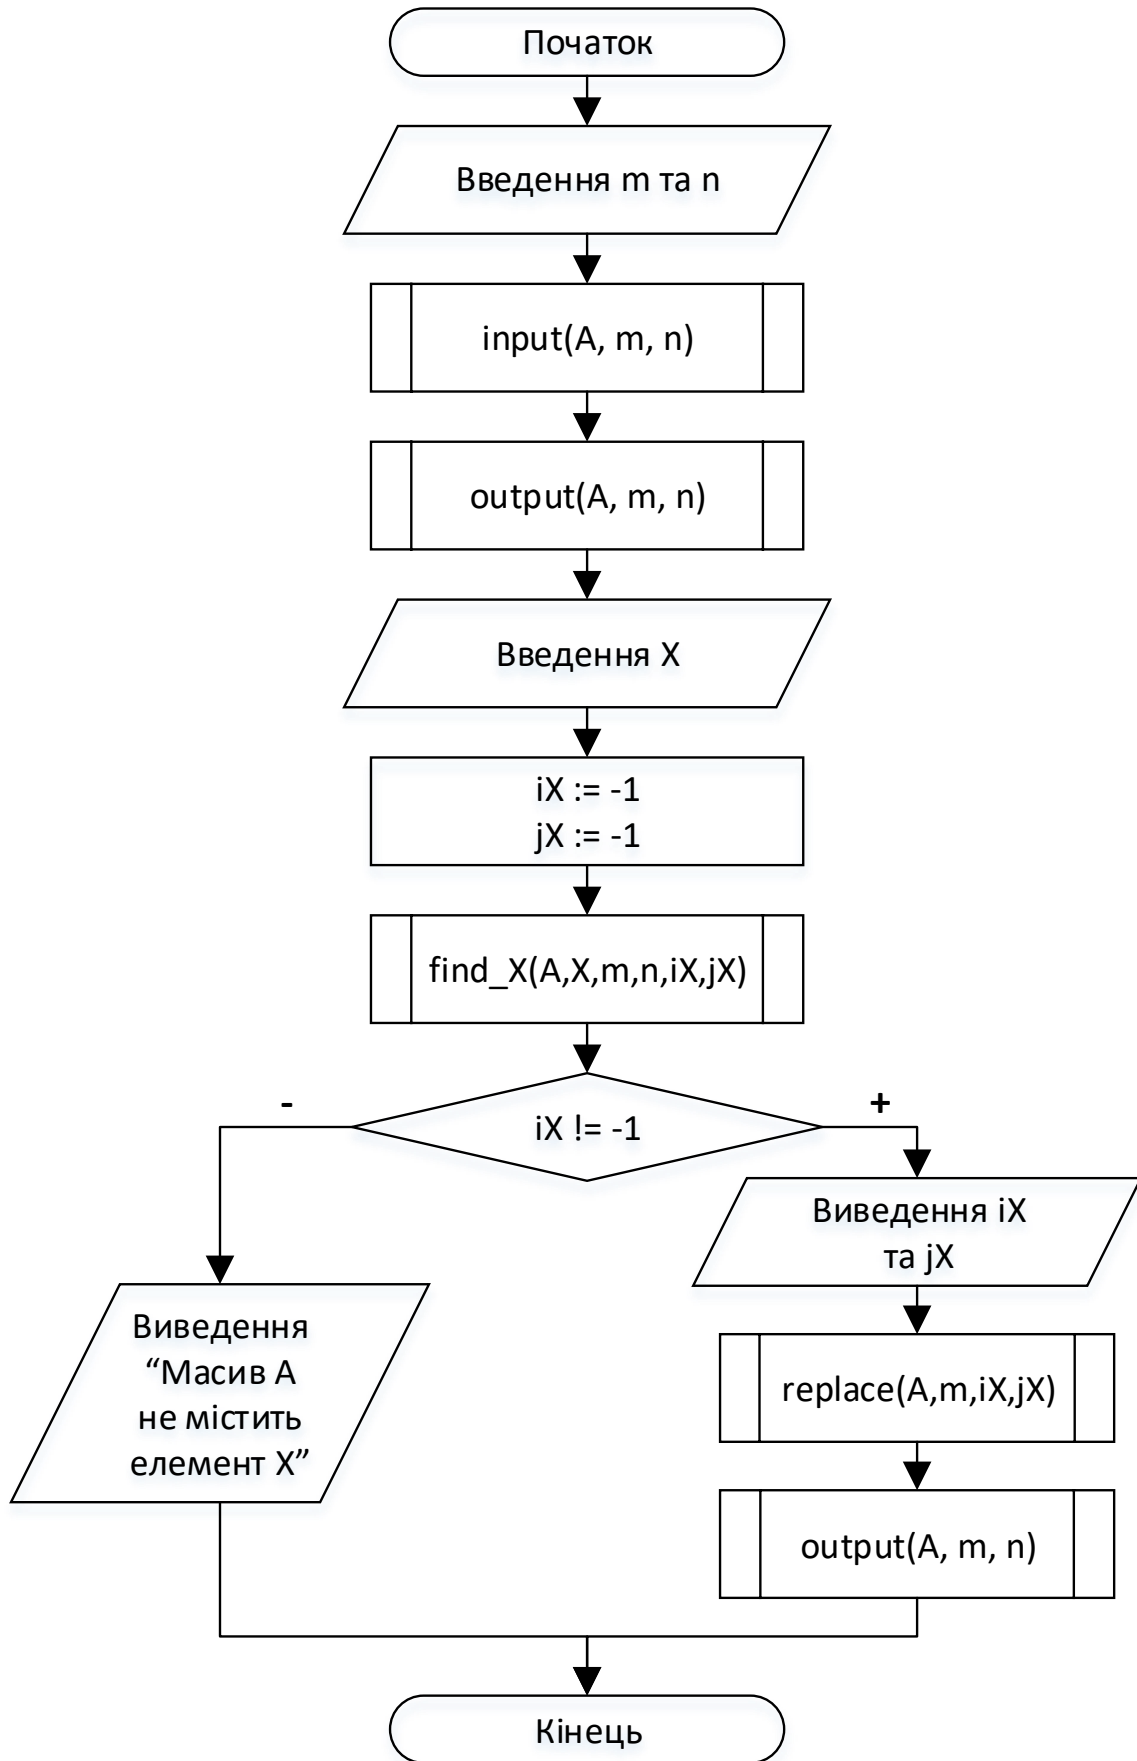 Початок
Введення m та n
input(A, m, n)
output(A, m, n)
Введення X
iX := -1
jX := -1
find_X(A,X,m,n,iX,jX)
-
iX != -1
+
Виведення iX
та jX
Виведення
“Масив A
не містить
елемент X”
replace(A,m,iX,jX)
output(A, m, n)
Кінець